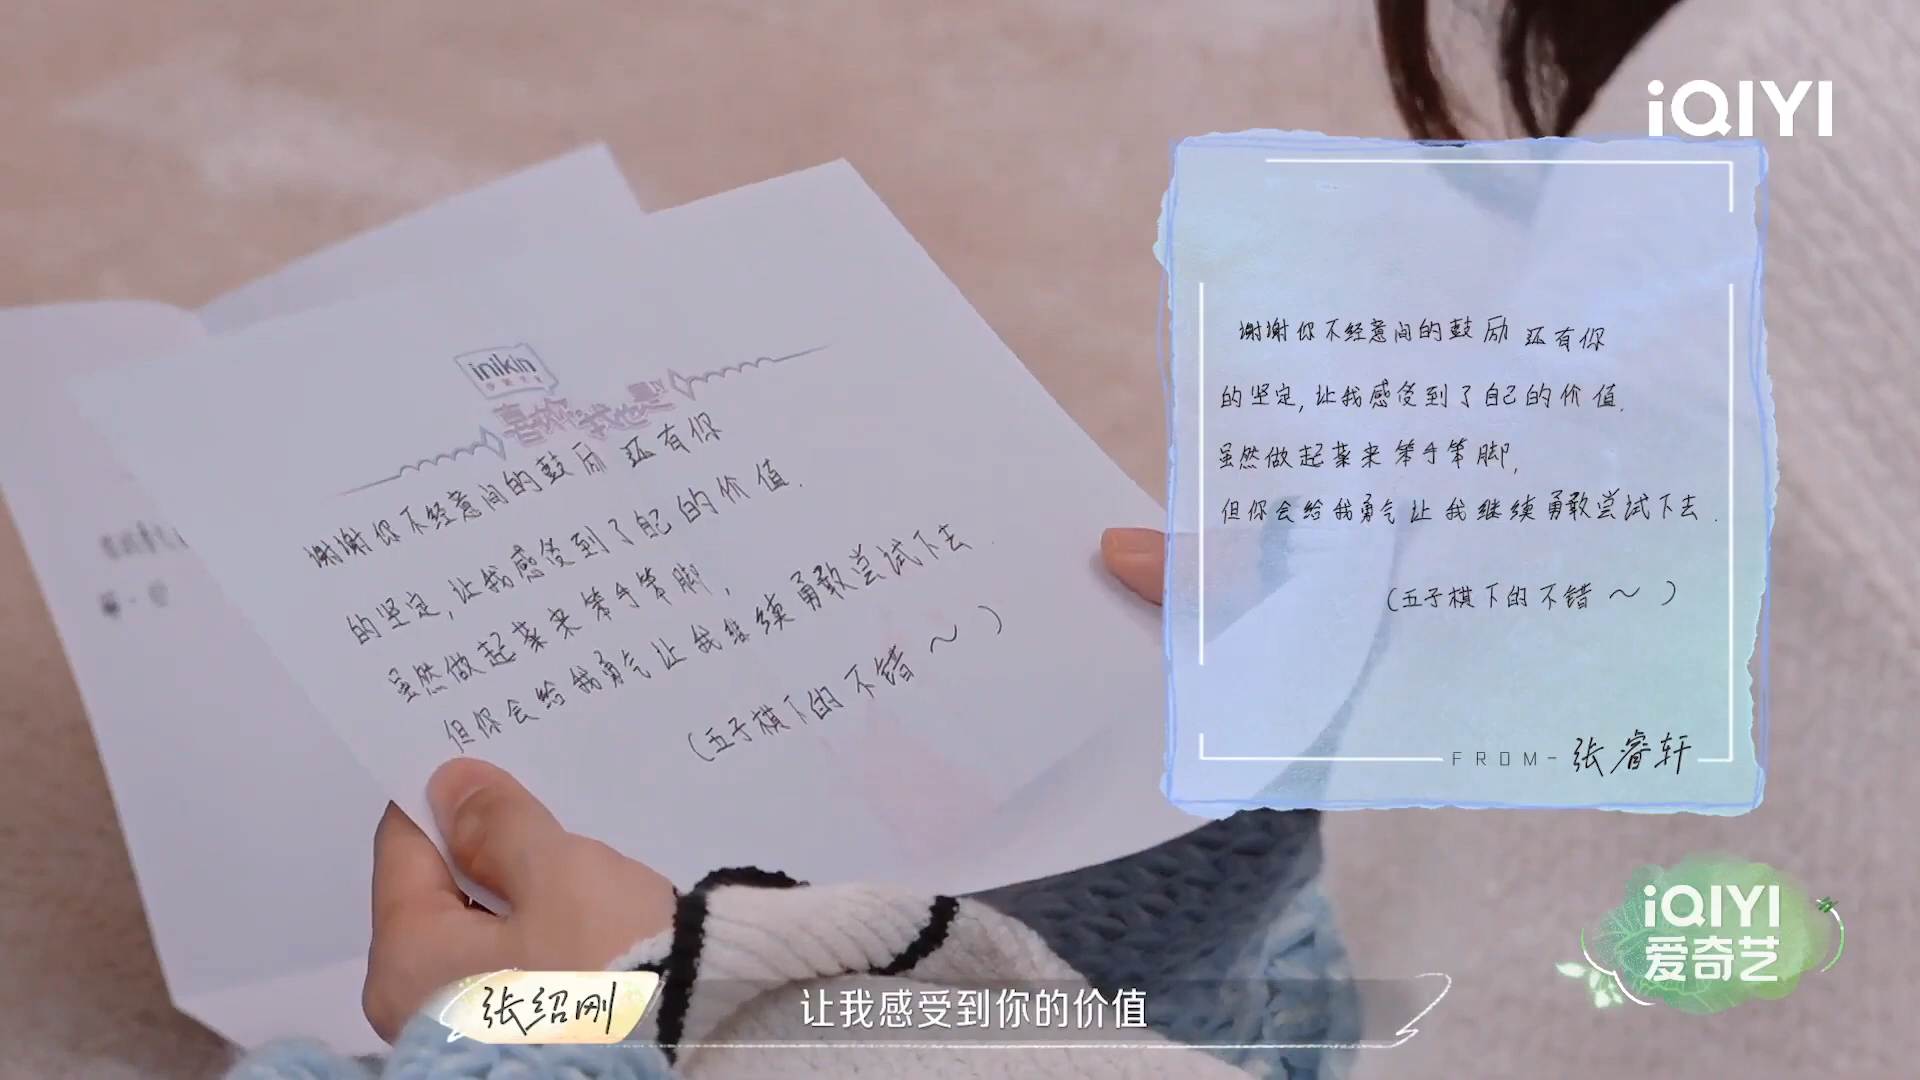 iQIYI
inikin
喜欢你我也是
谢谢你不经意间的鼓励 还有你
的坚定,让我感受到了自己的价值.
虽然做起菜来笨手笨脚,
但你会给我勇气让我继续勇敢尝试下去.
(五子棋下的不错～)
谢谢你不经意间的鼓励 还有你
的坚定,让我感受到了自己的价值.
虽然做起菜来笨手笨脚,
但你会给我勇气让我继续勇敢尝试下去.
(五子棋下的不错～)
FROM-张睿轩
iQIYI
爱奇艺
张绍刚
让我感受到你的价值